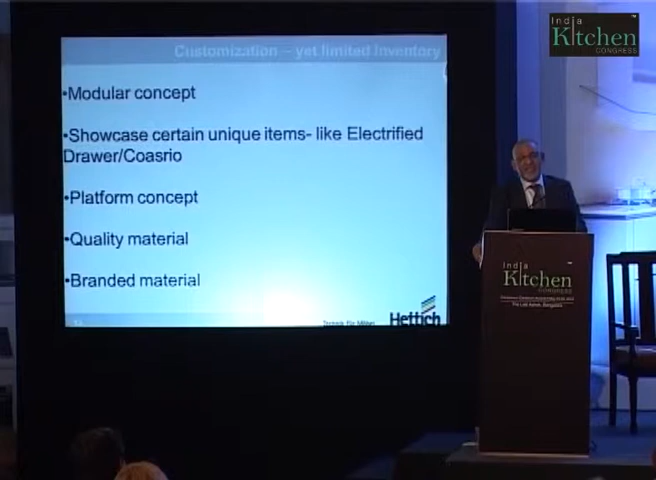 India
Kitchen
CONGRESS
Customization – yet limited Inventory
•Modular concept
•Showcase certain unique items- like Electrified
Drawer/Coasrio
•Platform concept
•Quality material
•Branded material
Hettich
India
Kitchen
CONGRESS